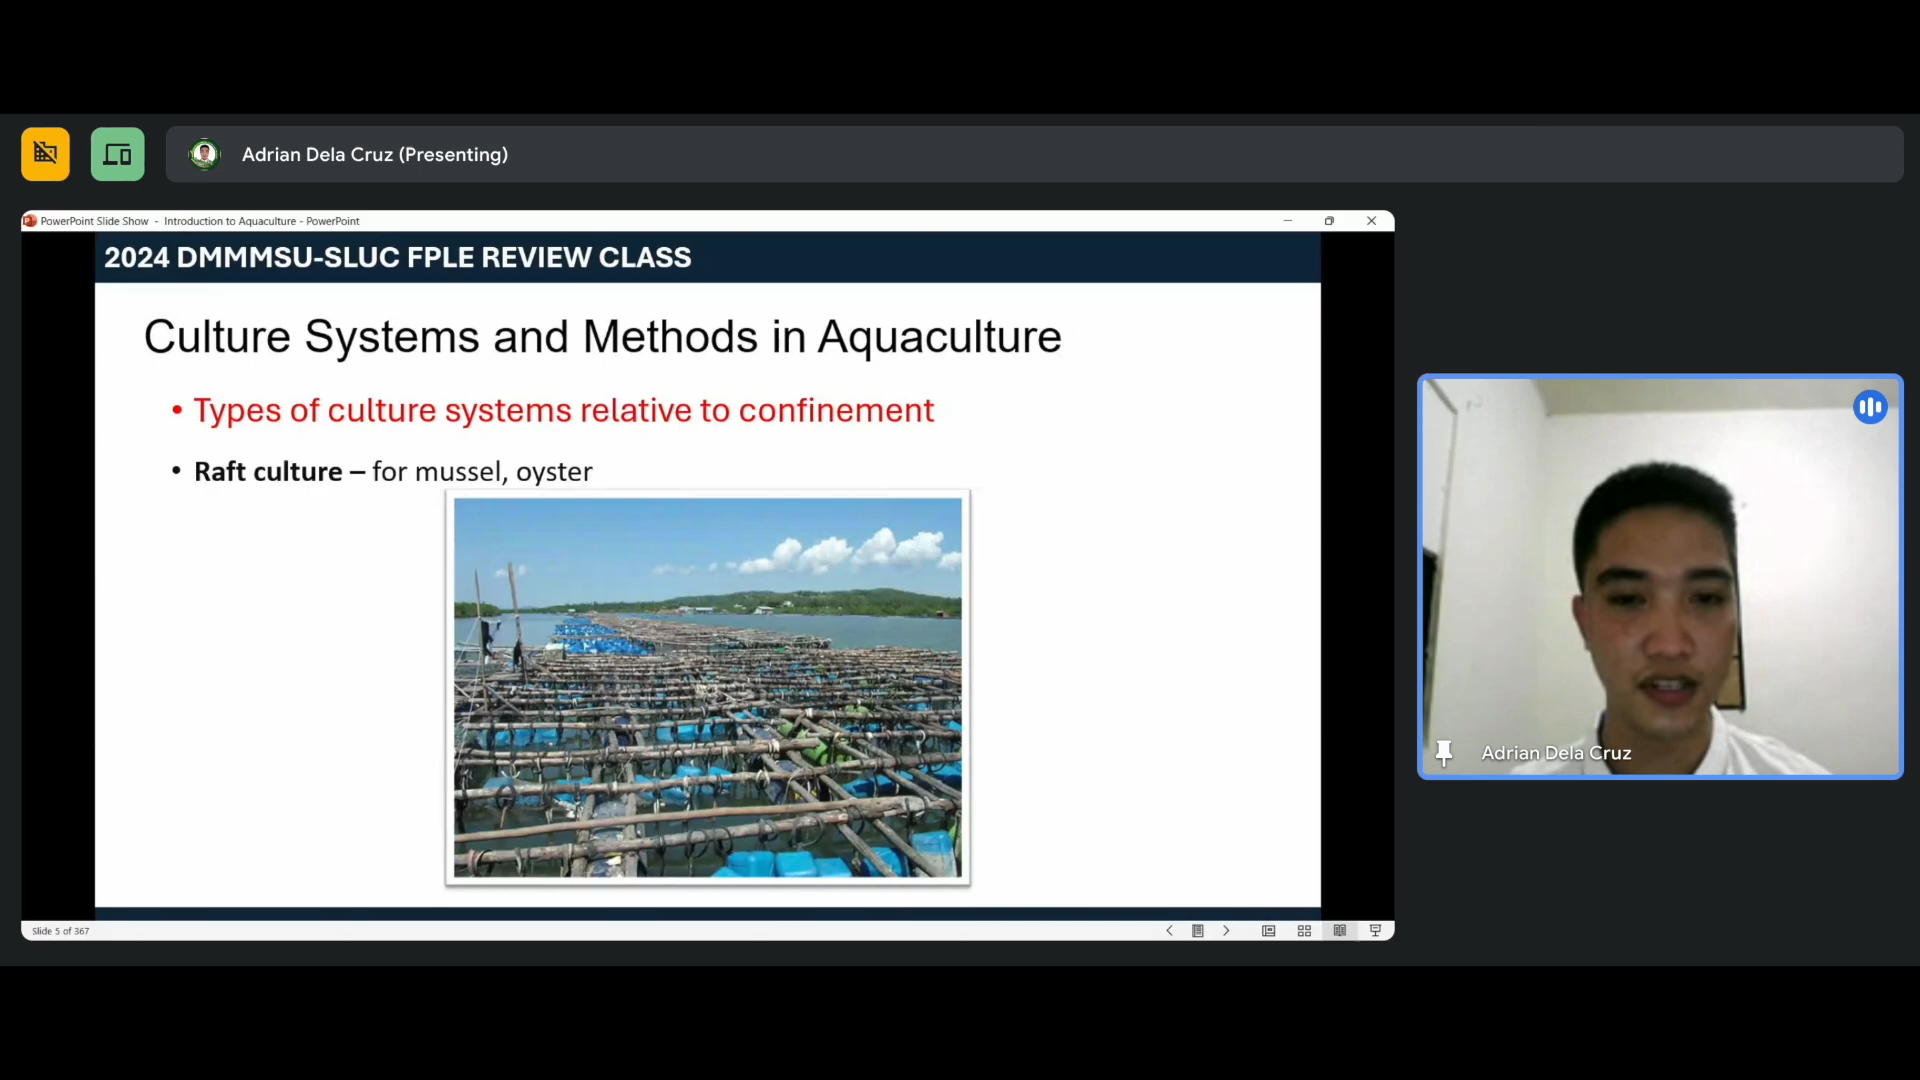 Adrian Dela Cruz (Presenting)
PowerPoint Slide Show - Introduction to Aquaculture - PowerPoint
2024 DMMMSU-SLUC FPLE REVIEW CLASS
Culture Systems and Methods in Aquaculture
• Types of culture systems relative to confinement
• Raft culture – for mussel, oyster
Adrian Dela Cruz
Slide 5 of 367